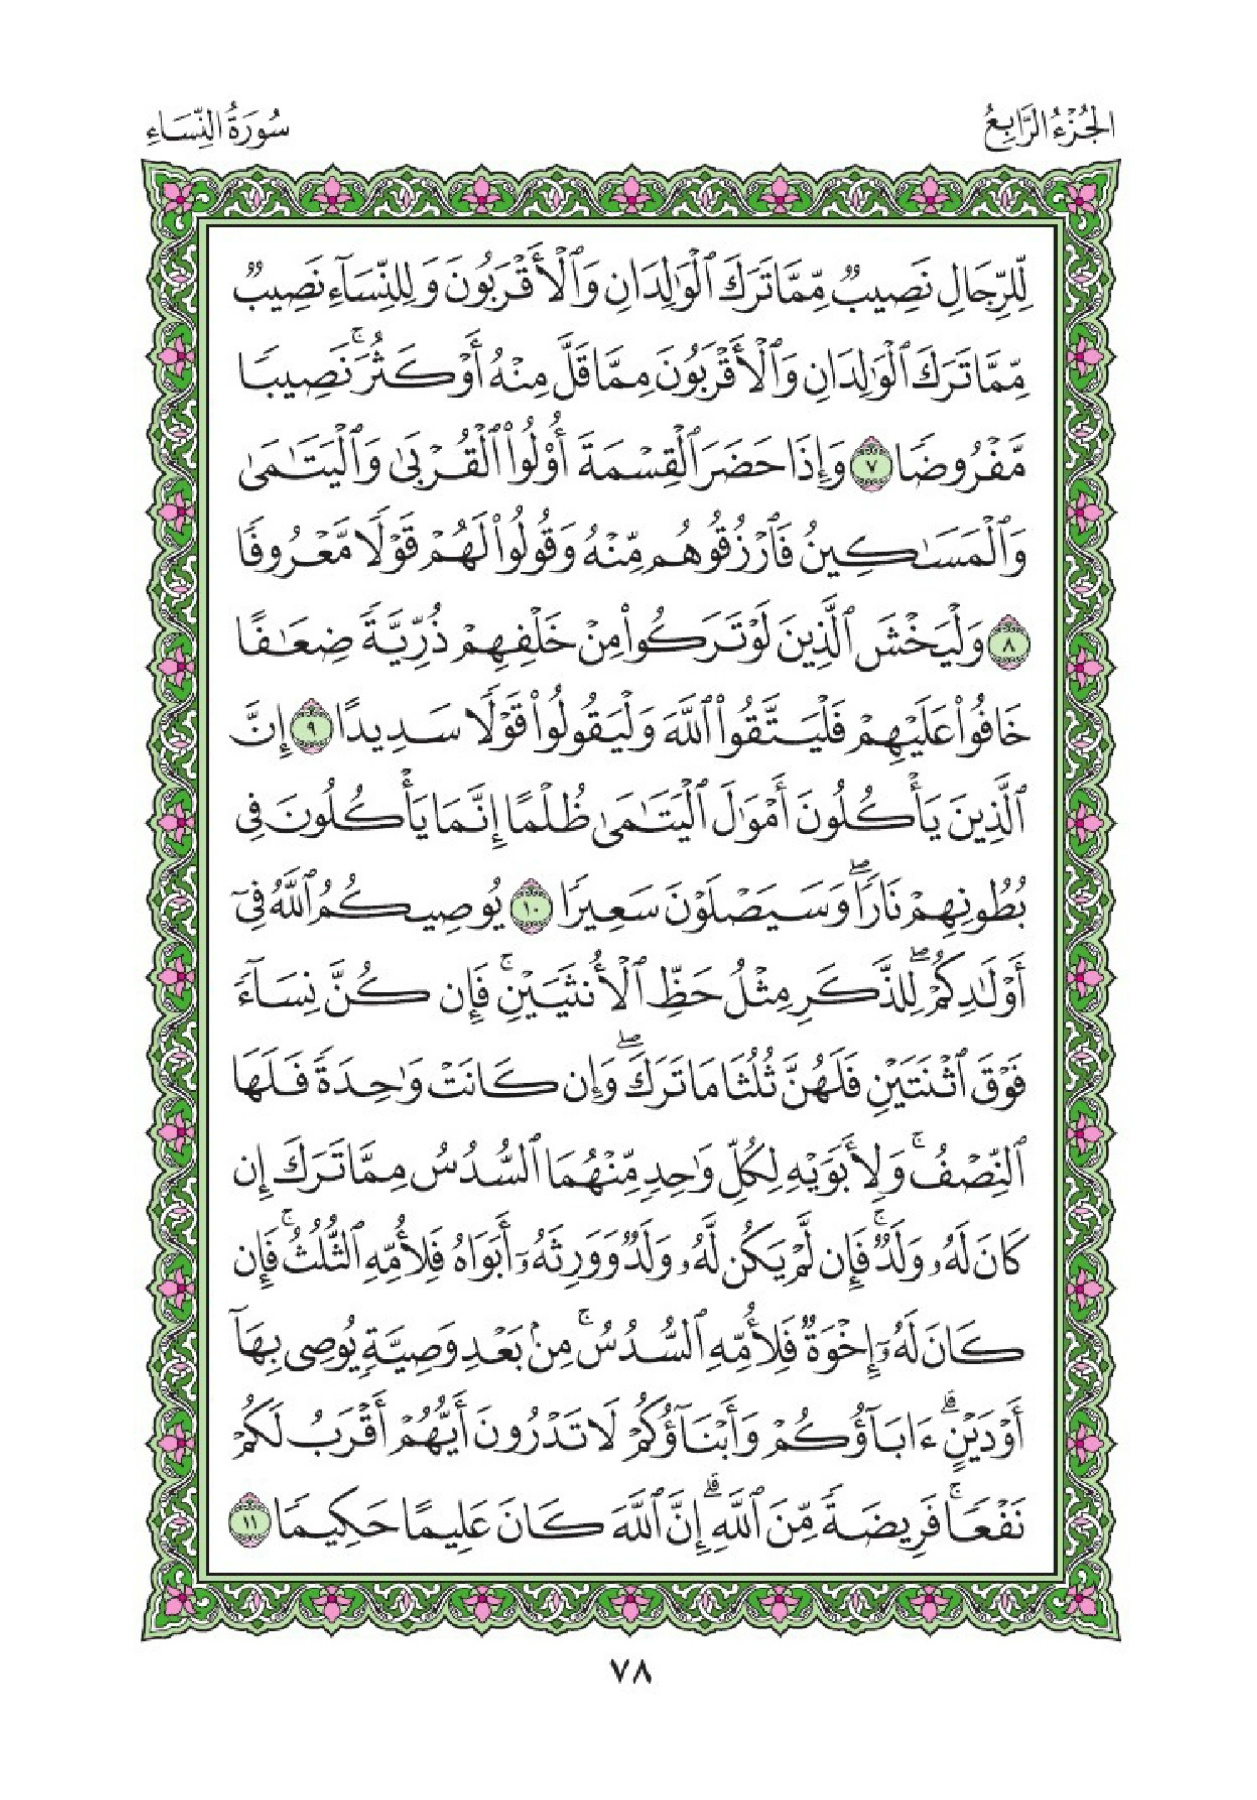 الجُزْءُ الرَّابِعُ
سُورَةُ النِّسَاءِ
لِّلرِّجَالِ نَصِيبٞ مِّمَّا تَرَكَ ٱلۡوَٰلِدَانِ وَٱلۡأَقۡرَبُونَ وَلِلنِّسَآءِ نَصِيبٞ
مِّمَّا تَرَكَ ٱلۡوَٰلِدَانِ وَٱلۡأَقۡرَبُونَ مِمَّا قَلَّ مِنۡهُ أَوۡ كَثُرَۚ نَصِيبٗا
مَّفۡرُوضٗا ٧ وَإِذَا حَضَرَ ٱلۡقِسۡمَةَ أُوْلُواْ ٱلۡقُرۡبَىٰ وَٱلۡيَتَٰمَىٰ
وَٱلۡمَسَٰكِينُ فَٱرۡزُقُوهُم مِّنۡهُ وَقُولُواْ لَهُمۡ قَوۡلٗا مَّعۡرُوفٗا
٨ وَلۡيَخۡشَ ٱلَّذِينَ لَوۡ تَرَكُواْ مِنۡ خَلۡفِهِمۡ ذُرِّيَّةٗ ضِعَٰفًا
خَافُواْ عَلَيۡهِمۡ فَلۡيَتَّقُواْ ٱللَّهَ وَلۡيَقُولُواْ قَوۡلٗا سَدِيدًا ٩ إِنَّ
ٱلَّذِينَ يَأۡكُلُونَ أَمۡوَٰلَ ٱلۡيَتَٰمَىٰ ظُلۡمًا إِنَّمَا يَأۡكُلُونَ فِي
بُطُونِهِمۡ نَارٗاۖ وَسَيَصۡلَوۡنَ سَعِيرٗا ١٠ يُوصِيكُمُ ٱللَّهُ فِيٓ
أَوۡلَٰدِكُمۡۖ لِلذَّكَرِ مِثۡلُ حَظِّ ٱلۡأُنثَيَيۡنِۚ فَإِن كُنَّ نِسَآءٗ
فَوۡقَ ٱثۡنَتَيۡنِ فَلَهُنَّ ثُلُثَا مَا تَرَكَۖ وَإِن كَانَتۡ وَٰحِدَةٗ فَلَهَا
ٱلنِّصۡفُۚ وَلِأَبَوَيۡهِ لِكُلِّ وَٰحِدٖ مِّنۡهُمَا ٱلسُّدُسُ مِمَّا تَرَكَ إِن
كَانَ لَهُۥ وَلَدٞۚ فَإِن لَّمۡ يَكُن لَّهُۥ وَلَدٞ وَوَرِثَهُۥٓ أَبَوَاهُ فَلِأُمِّهِ ٱلثُّلُثُۚ فَإِن
كَانَ لَهُۥٓ إِخۡوَةٞ فَلِأُمِّهِ ٱلسُّدُسُۚ مِنۢ بَعۡدِ وَصِيَّةٖ يُوصِي بِهَآ
أَوۡ دَيۡنٍۗ ءَابَآؤُكُمۡ وَأَبۡنَآؤُكُمۡ لَا تَدۡرُونَ أَيُّهُمۡ أَقۡرَبُ لَكُمۡ
نَفۡعٗاۚ فَرِيضَةٗ مِّنَ ٱللَّهِۗ إِنَّ ٱللَّهَ كَانَ عَلِيمًا حَكِيمٗا ١١
٧٨